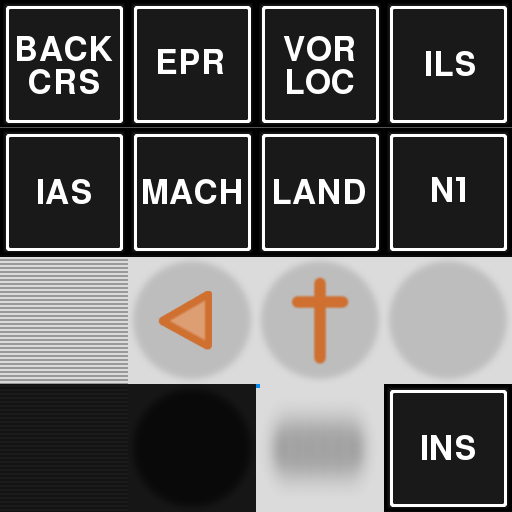 BACK
CRS
EPR
VOR
LOC
ILS
IAS
MACH
LAND
N1
INS